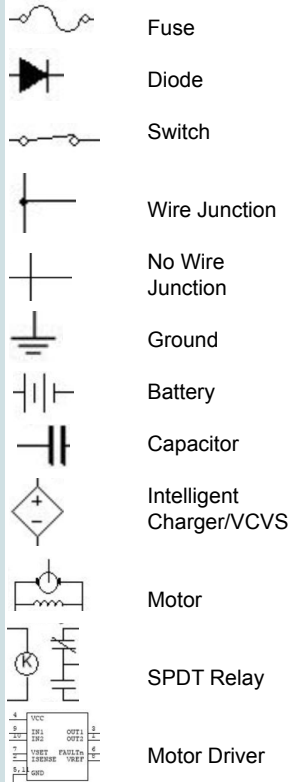 Fuse
Diode
Switch
Wire Junction
No Wire
Junction
Ground
Battery
Capacitor
+
−
Intelligent
Charger/VCVS
Motor
K
SPDT Relay
4
VCC
IN1 OUT1
IN2 OUT2
VSET FAULTn
ISENSE VREF
GND
Motor Driver